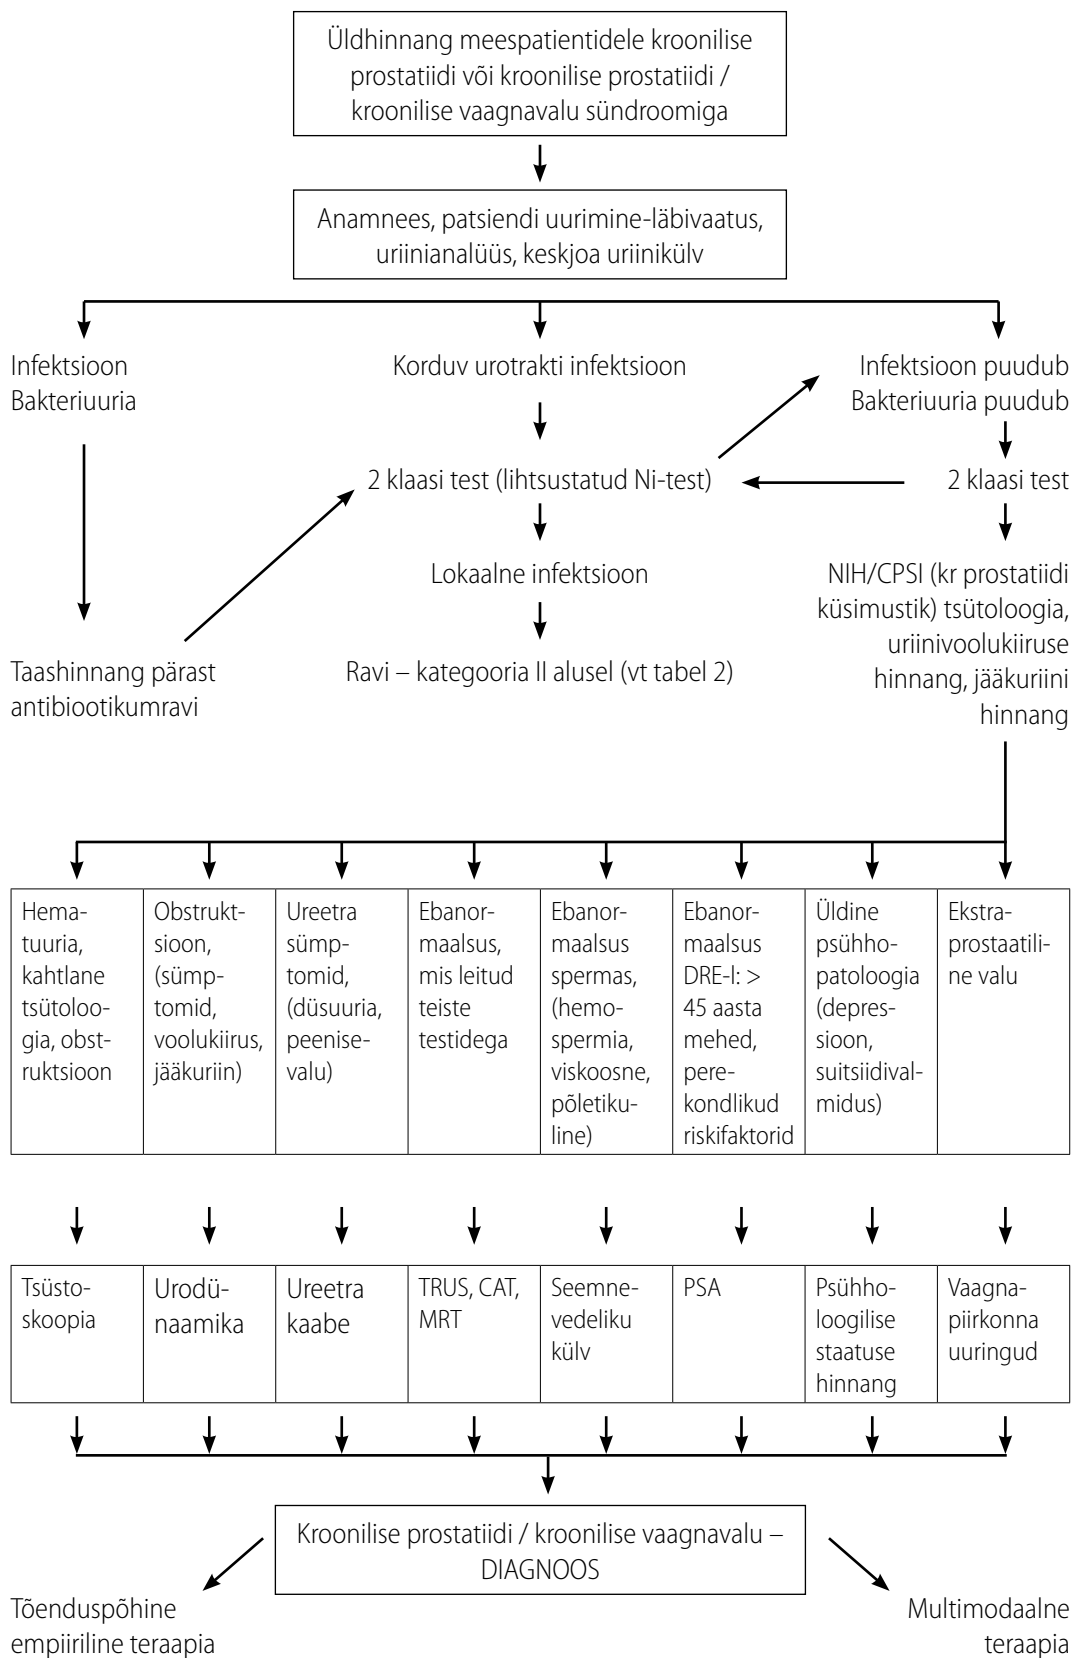 Üldhinnang meespatientidele kroonilise
prostatiidi või kroonilise prostatiidi /
kroonilise vaagnavalu sündroomiga
Anamnees, patsiendi uurimine-läbivaatus,
uriinianalüüs, keskjoa uriinikülv
Infektsioon
Bakteriuuria
Korduv urotrakti infektsioon
Infektsioon puudub
Bakteriuuria puudub
2 klaasi test (lihtsustatud Ni-test)
2 klaasi test
Lokaalne infektsioon
NIH/CPSI (kr prostatiidi
küsimustik) tsütoloogia,
uriinivoolukiiruse
hinnang, jääkuriini
hinnang
Taashinnang pärast
antibiootikumravi
Ravi – kategooria II alusel (vt tabel 2)
Hema-
tuuria,
kahtlane
tsütoloo-
gia, obst-
ruktsioon
Obstrukt-
sioon,
(sümp-
tomid,
voolukiirus,
jääkuriin)
Ureetra
sümp-
tomid,
(düsuuria,
peenise-
valu)
Ebanor-
maalsus,
mis leitud
teiste
testidega
Ebanor-
maalsus
spermas,
(hemo-
spermia,
viskoosne,
põletiku-
line)
Ebanor-
maalsus
DRE-l: >
45 aasta
mehed,
pere-
kondlikud
riskifaktorid
Üldine
psühho-
patoloogia
(depres-
sioon,
suitsiidival-
midus)
Ekstra-
prostaatili-
ne valu
Tsüsto-
skoopia
Urodü-
naamika
Ureetra
kaabe
TRUS, CAT,
MRT
Seemne-
vedeliku
külv
PSA
Psühho-
loogilise
staatuse
hinnang
Vaagna-
piirkonna
uuringud
Kroonilise prostatiidi / kroonilise vaagnavalu –
DIAGNOOS
Tõenduspõhine
empiiriline teraapia
Multimodaalne
teraapia